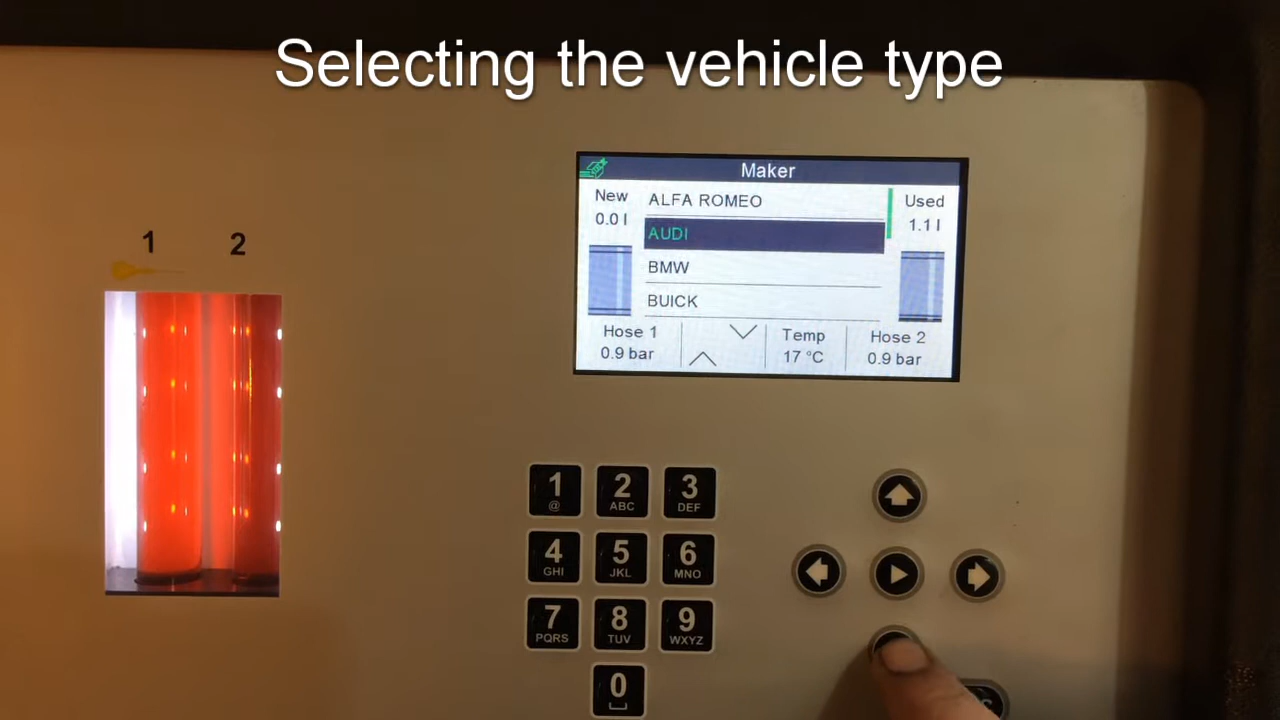 Selecting the vehicle type
Maker
New
0.0 l
ALFA ROMEO
AUDI
BMW
BUICK
Used
1.1 l
Hose 1
0.9 bar
Temp
17 °C
Hose 2
0.9 bar
1 2
1 @
2 ABC
3 DEF
4 GHI
5 JKL
6 MNO
7 PQRS
8 TUV
9 WXYZ
0